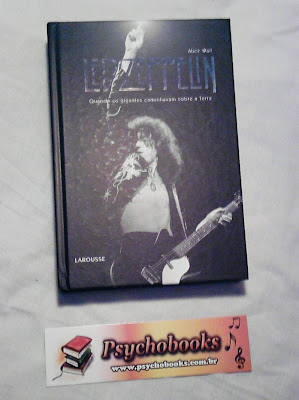 Mick Wall
LED ZEPPELIN
Quando os gigantes caminhavam sobre a Terra
LAROUSSE
Psychobooks
www.psychobooks.com.br